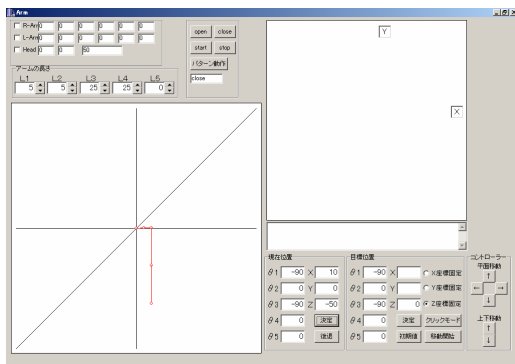 Arm
R-Arm 0 0 0 0 0 0
L-Arm 0 0 0 0 0 0
Head 0 0 60
open close
start stop
パターン動作
close
アームの長さ
L1 L2 L3 L4 L5
5 5 25 25 0
Y
X
現在位置
θ1 -90 X 10
θ2 0 Y 0
θ3 -90 Z -50
θ4 0 決定
θ5 0 後退
目標位置
θ1 -90 X X座標固定
θ2 0 Y Y座標固定
θ3 -90 Z 0 Z座標固定
θ4 0 決定 クリックモード
θ5 0 初期値 移動開始
コントローラー
平面移動
↑
← →
↓
上下移動
↑
↓